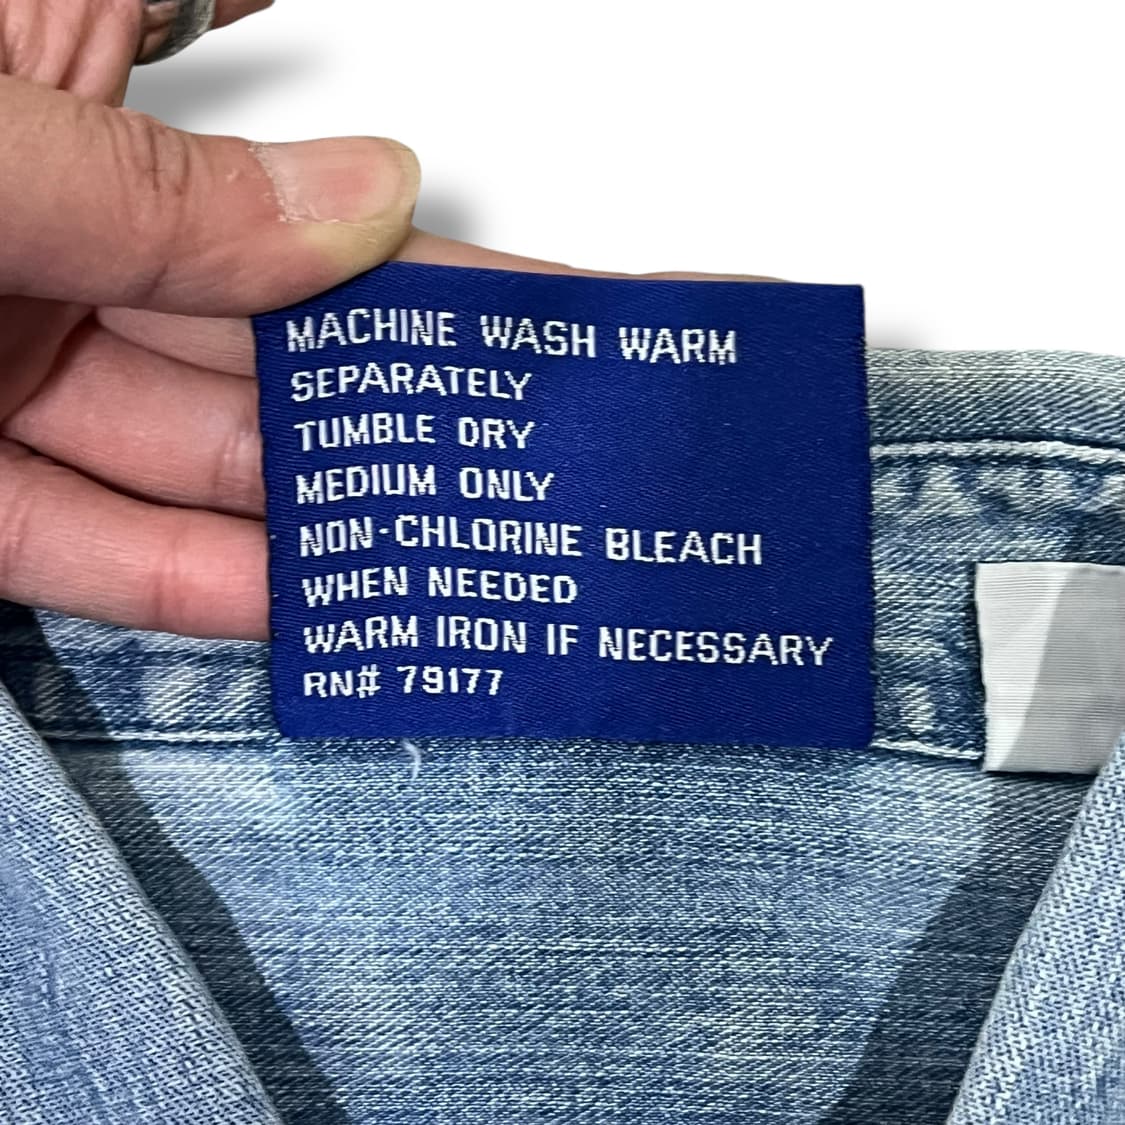 MACHINE WASH WARM
SEPARATELY
TUMBLE DRY
MEDIUM ONLY
NON-CHLORINE BLEACH
WHEN NEEDED
WARM IRON IF NECESSARY
RN# 79177